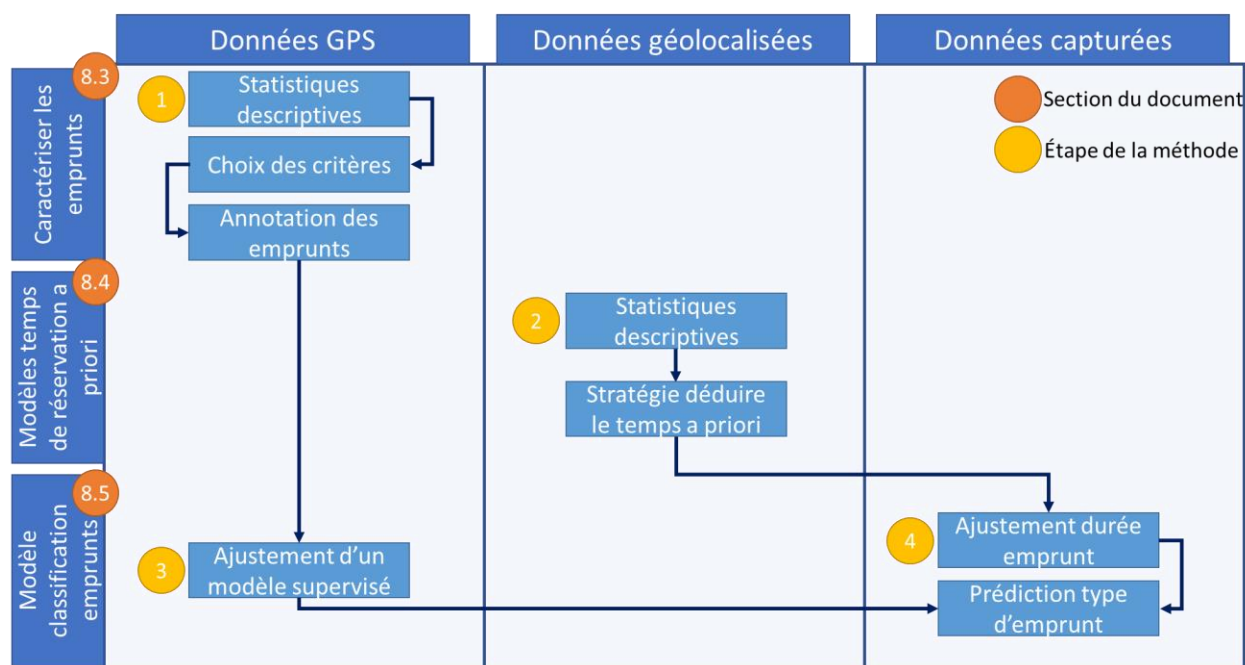 Données GPS
Données géolocalisées
Données capturées
8.3
Caractériser les
emprunts
1
Statistiques
descriptives
Choix des critères
Annotation des
emprunts
Section du document
Étape de la méthode
8.4
Modèles temps
de réservation a
priori
2
Statistiques
descriptives
Stratégie déduire
le temps a priori
8.5
Modèle
classification
emprunts
3
Ajustement d'un
modèle supervisé
4
Ajustement durée
emprunt
Prédiction type
d'emprunt